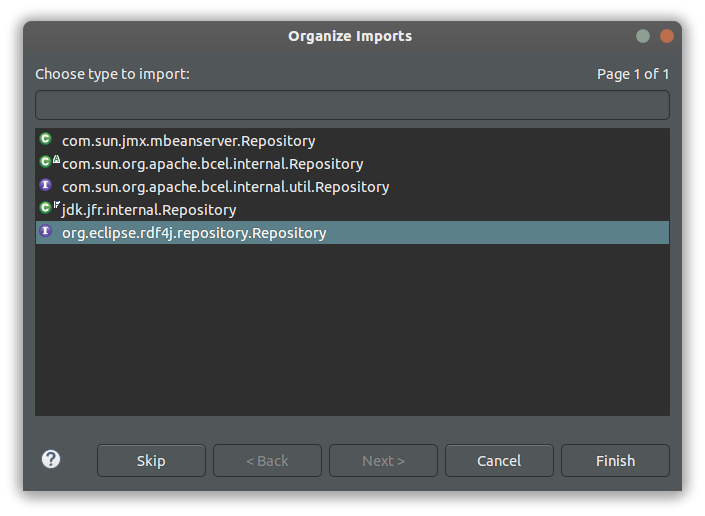 Organize Imports
Choose type to import: Page 1 of 1
C com.sun.jmx.mbeanserver.Repository
C A com.sun.org.apache.bcel.internal.Repository
I com.sun.org.apache.bcel.internal.util.Repository
C F jdk.jfr.internal.Repository
I org.eclipse.rdf4j.repository.Repository
? Skip < Back Next > Cancel Finish